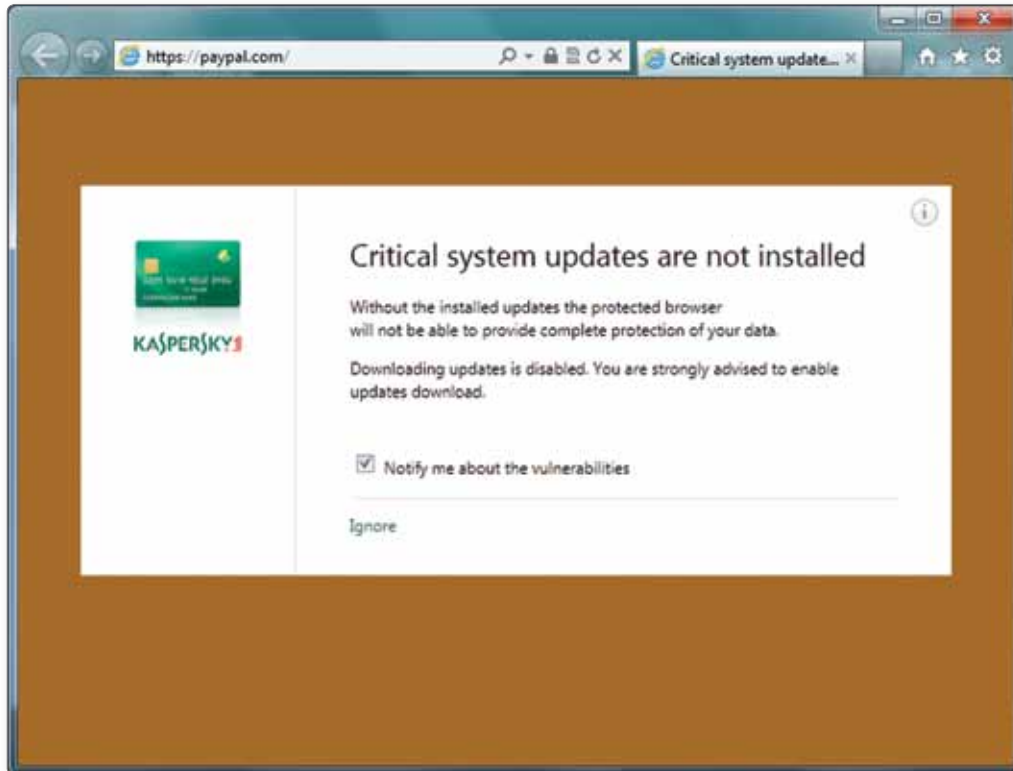 https://paypal.com/
Critical system update...
KASPERSKY
Critical system updates are not installed
Without the installed updates the protected browser
will not be able to provide complete protection of your data.
Downloading updates is disabled. You are strongly advised to enable
updates download.
Notify me about the vulnerabilities
Ignore